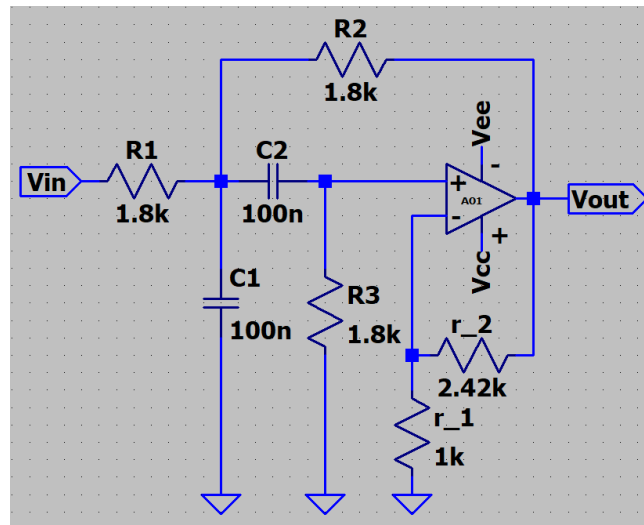 R2
1.8k
Vee
-
R1
C2
Vin
+
A01
Vout
1.8k
100n
-
+
Vcc
C1
R3
100n
1.8k
r_2
2.42k
r_1
1k